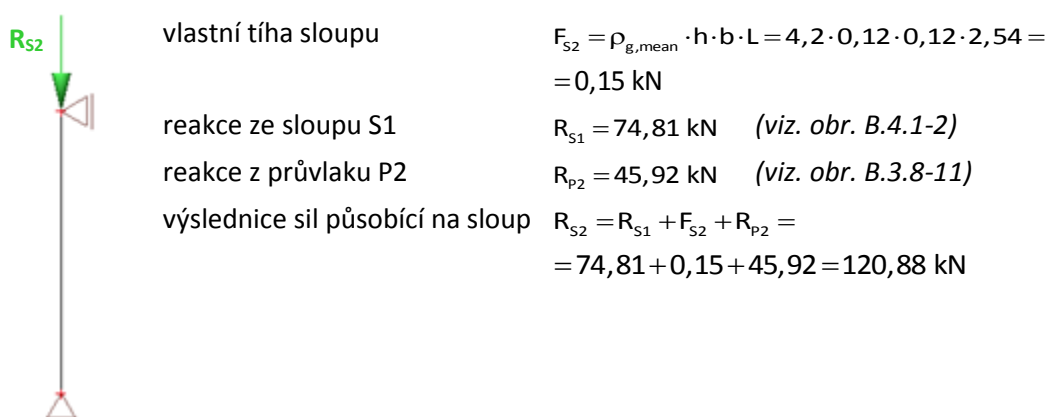 R_S2 vlastní tíha sloupu F_S2 = ρ_g,mean · h · b · L = 4,2 · 0,12 · 0,12 · 2,54 =
= 0,15 kN
reakce ze sloupu S1 R_S1 = 74,81 kN (viz. obr. B.4.1-2)
reakce z průvlaku P2 R_P2 = 45,92 kN (viz. obr. B.3.8-11)
výslednice sil působící na sloup R_S2 = R_S1 + F_S2 + R_P2 =
= 74,81 + 0,15 + 45,92 = 120,88 kN